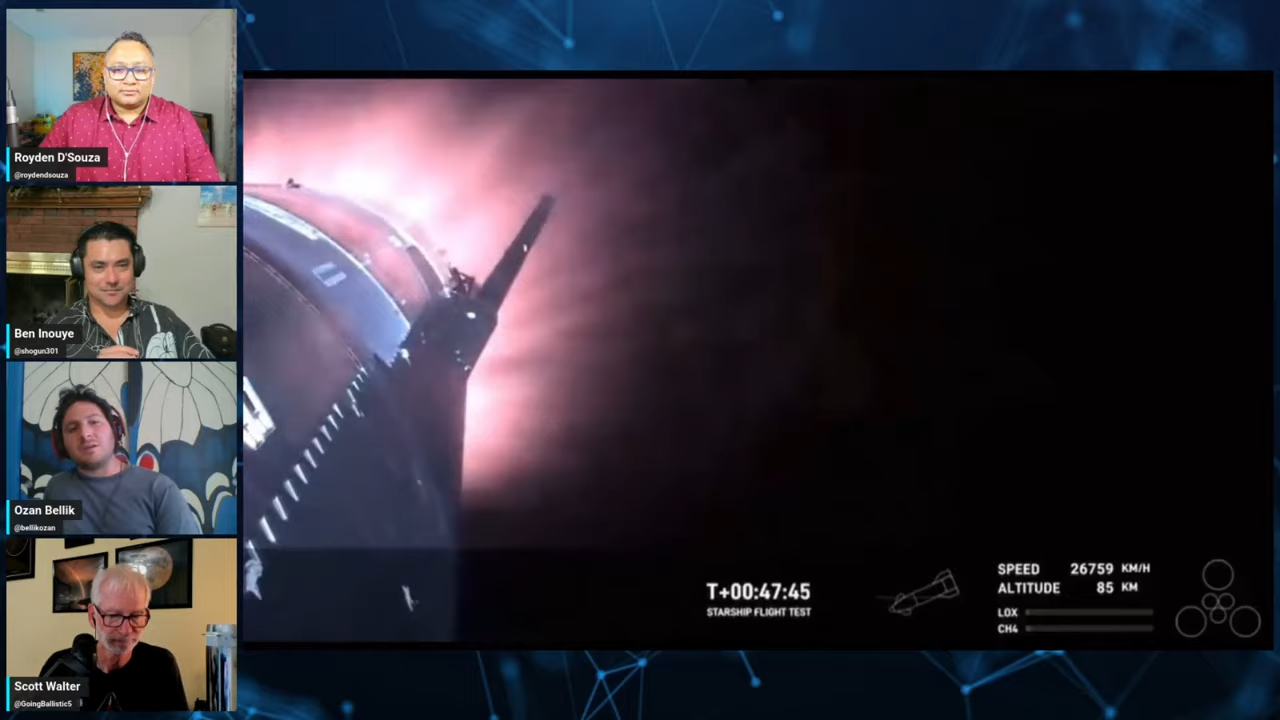 Royden D'Souza
@roydendsouza
Ben Inouye
@shogun301
Ozan Bellik
@bellikozan
Scott Walter
@GoingBallistic5
T+00:47:45
STARSHIP FLIGHT TEST
SPEED 26759 KM/H
ALTITUDE 85 KM
LOX
CH4